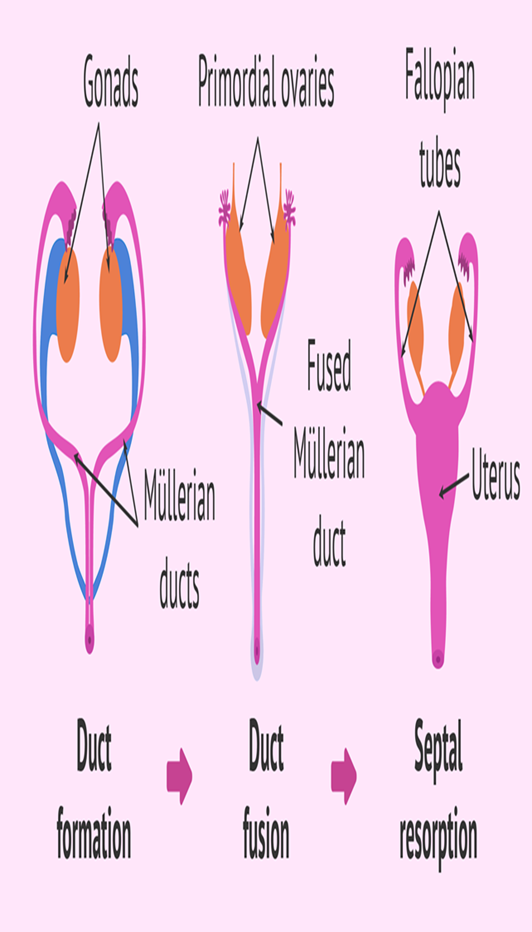 Gonads
Primordial ovaries
Fallopian
tubes
Fused
Müllerian
duct
Müllerian
ducts
Uterus
Duct
formation
Duct
fusion
Septal
resorption